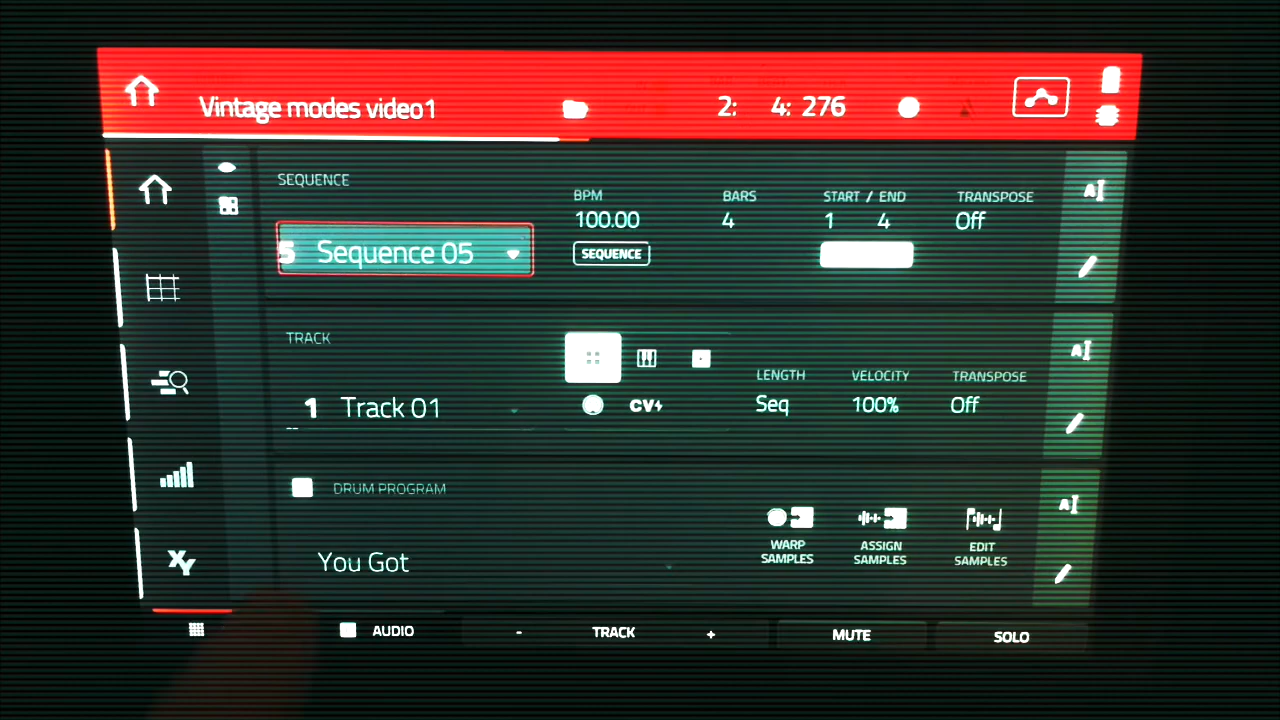 Vintage modes video1
2: 4: 276
SEQUENCE
BPM BARS START / END TRANSPOSE
100.00 4 1 4 Off
5 Sequence 05
SEQUENCE
TRACK
LENGTH VELOCITY TRANSPOSE
1 Track 01
CV
Seq 100% Off
DRUM PROGRAM
You Got
WARP SAMPLES
ASSIGN SAMPLES
EDIT SAMPLES
XY
AUDIO - TRACK + MUTE SOLO